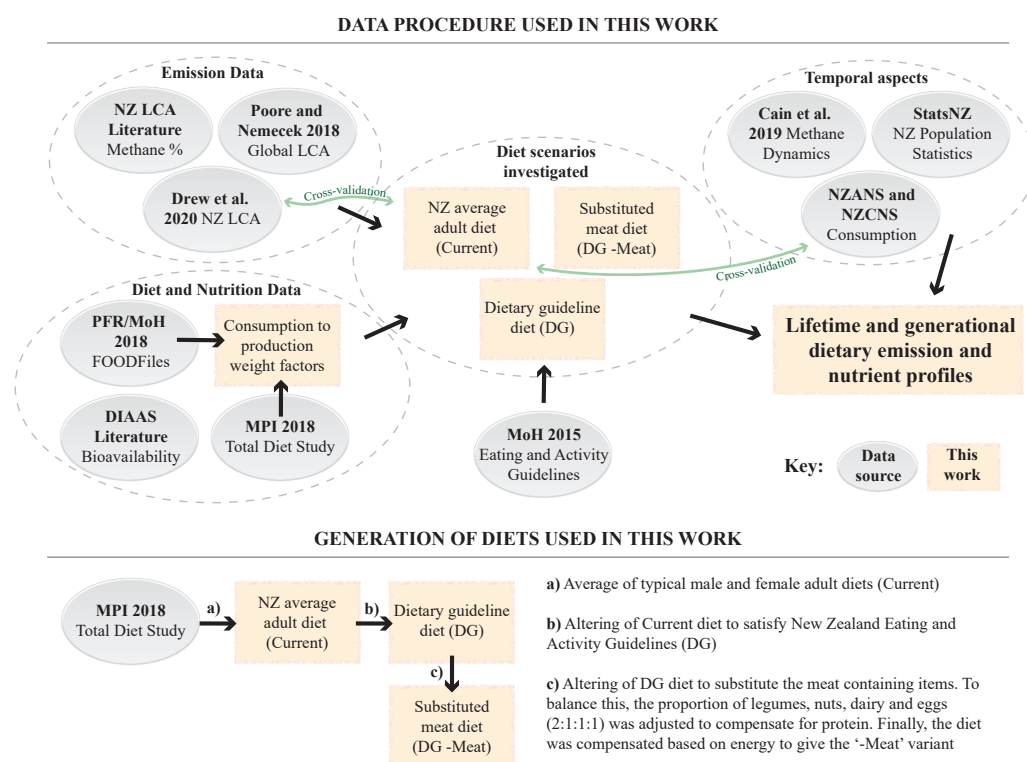 DATA PROCEDURE USED IN THIS WORK
Emission Data
NZ LCA
Literature
Methane %
Poore and
Nemecek 2018
Global LCA
Drew et al.
2020 NZ LCA
Cross-validation
Diet and Nutrition Data
PFR/MoH
2018
FOODFiles
Consumption to
production
weight factors
DIAAS
Literature
Bioavailability
MPI 2018
Total Diet Study
Diet scenarios
investigated
NZ average
adult diet
(Current)
Substituted
meat diet
(DG -Meat)
Dietary guideline
diet (DG)
Cross-validation
MoH 2015
Eating and Activity
Guidelines
Temporal aspects
Cain et al.
2019 Methane
Dynamics
StatsNZ
NZ Population
Statistics
NZANS and
NZCNS
Consumption
Lifetime and generational
dietary emission and
nutrient profiles
Key:
Data
source
This
work
GENERATION OF DIETS USED IN THIS WORK
MPI 2018
Total Diet Study
a)
NZ average
adult diet
(Current)
b)
Dietary guideline
diet (DG)
c)
Substituted
meat diet
(DG -Meat)
a) Average of typical male and female adult diets (Current)
b) Altering of Current diet to satisfy New Zealand Eating and
Activity Guidelines (DG)
c) Altering of DG diet to substitute the meat containing items. To
balance this, the proportion of legumes, nuts, dairy and eggs
(2:1:1:1) was adjusted to compensate for protein. Finally, the diet
was compensated based on energy to give the ‘-Meat’ variant